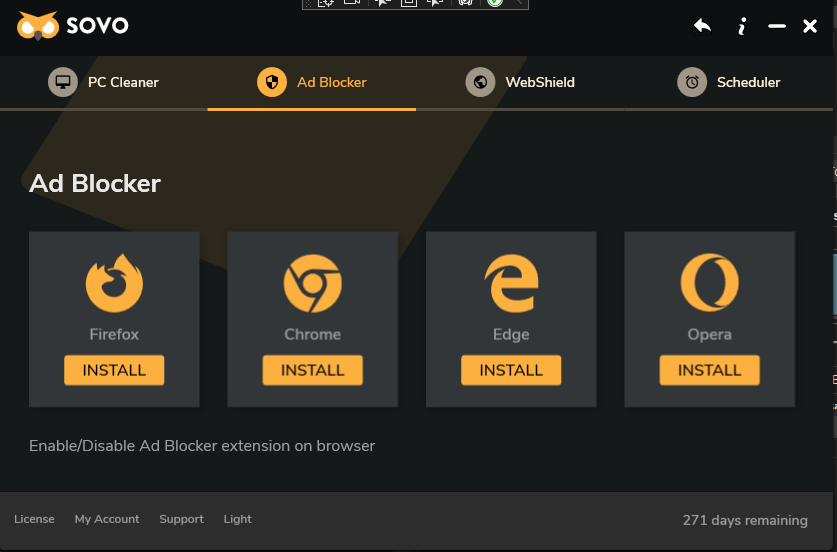 SOVO
PC Cleaner
Ad Blocker
WebShield
Scheduler
Ad Blocker
Firefox
Chrome
Edge
Opera
INSTALL
INSTALL
INSTALL
INSTALL
Enable/Disable Ad Blocker extension on browser
License
My Account
Support
Light
271 days remaining